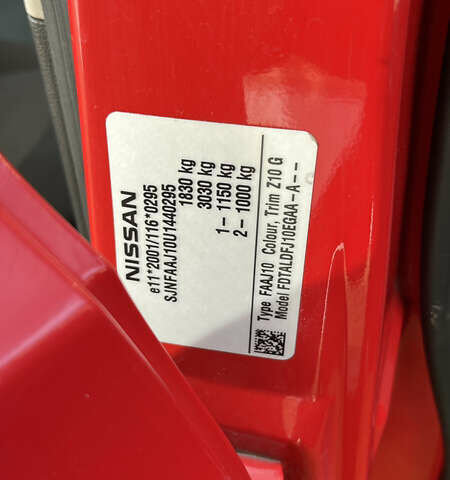 NISSAN
e11*2001/116*0295
SJNFAAJ10U1440295
1830 kg
3030 kg
1- 1150 kg
2- 1000 kg
Type FAAJ10 Colour, Trim Z10 G
Model FDTALDFJ10EGAA-A--